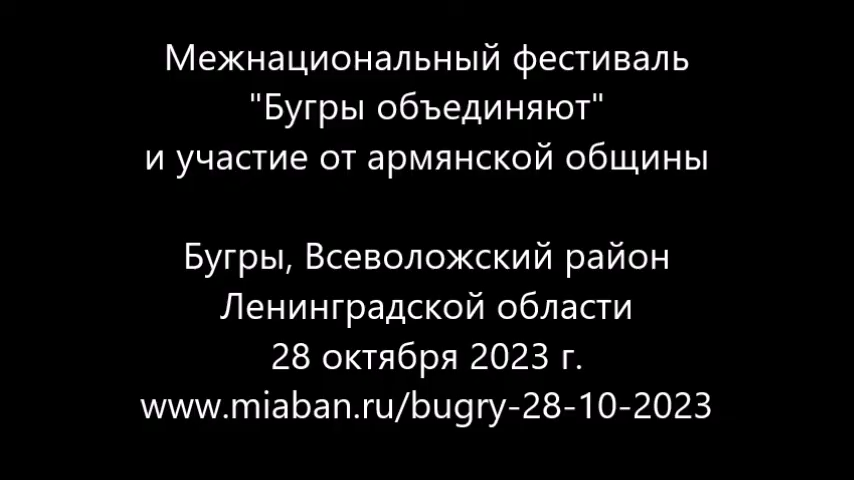 Межнациональный фестиваль
"Бугры объединяют"
и участие от армянской общины
Бугры, Всеволожский район
Ленинградской области
28 октября 2023 г.
www.miaban.ru/bugry-28-10-2023